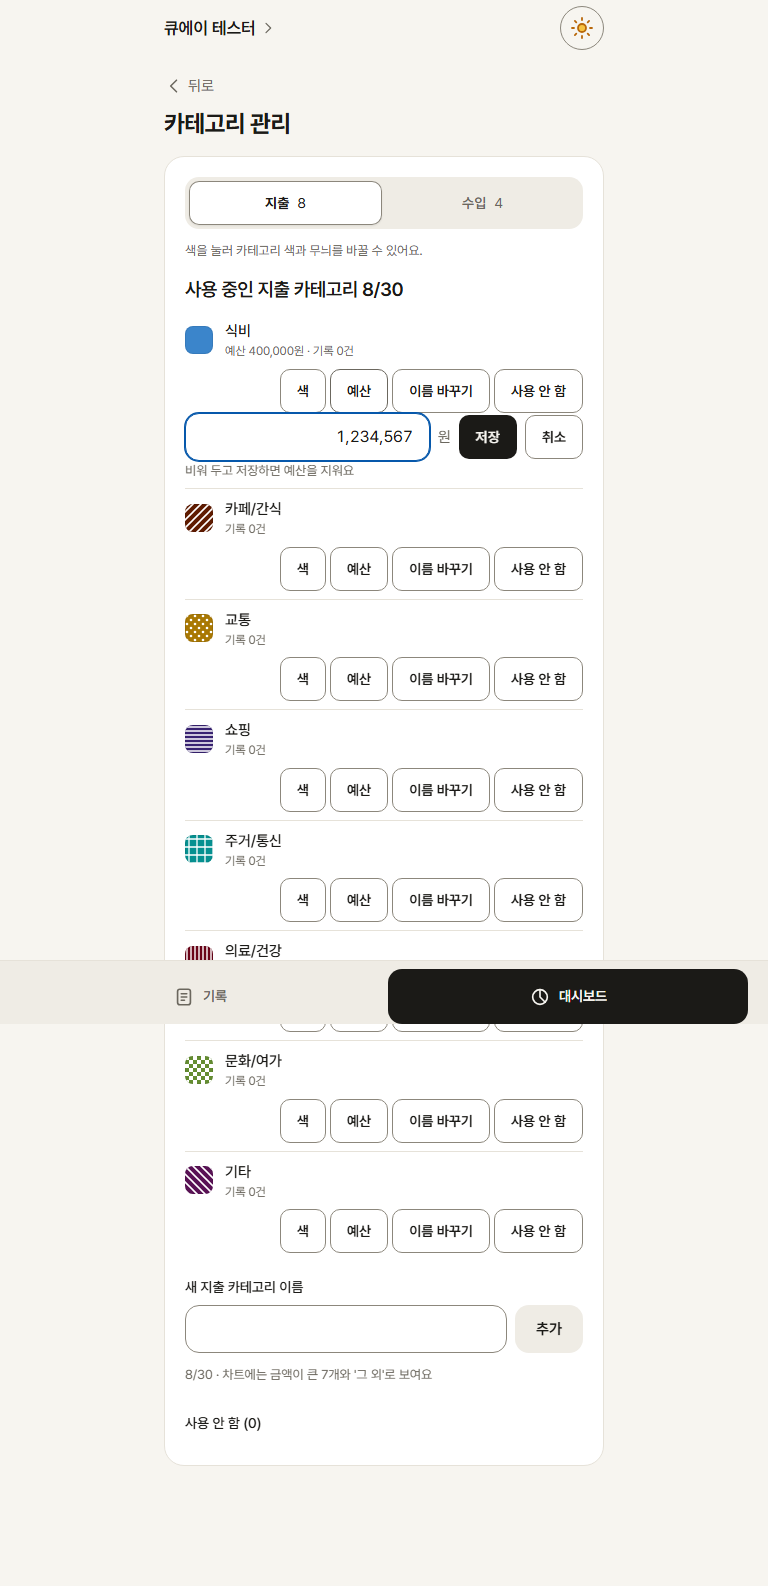 큐에이 테스터
뒤로
카테고리 관리
지출 8 수입 4
색을 눌러 카테고리 색과 무늬를 바꿀 수 있어요.
사용 중인 지출 카테고리 8/30
식비
예산 400,000원 · 기록 0건
색 예산 이름 바꾸기 사용 안 함
1,234,567 원 저장 취소
비워 두고 저장하면 예산을 지워요
카페/간식
기록 0건
색 예산 이름 바꾸기 사용 안 함
교통
기록 0건
색 예산 이름 바꾸기 사용 안 함
쇼핑
기록 0건
색 예산 이름 바꾸기 사용 안 함
주거/통신
기록 0건
색 예산 이름 바꾸기 사용 안 함
의료/건강
기록 대시보드
문화/여가
기록 0건
색 예산 이름 바꾸기 사용 안 함
기타
기록 0건
색 예산 이름 바꾸기 사용 안 함
새 지출 카테고리 이름
추가
8/30 · 차트에는 금액이 큰 7개와 '그 외'로 보여요
사용 안 함 (0)